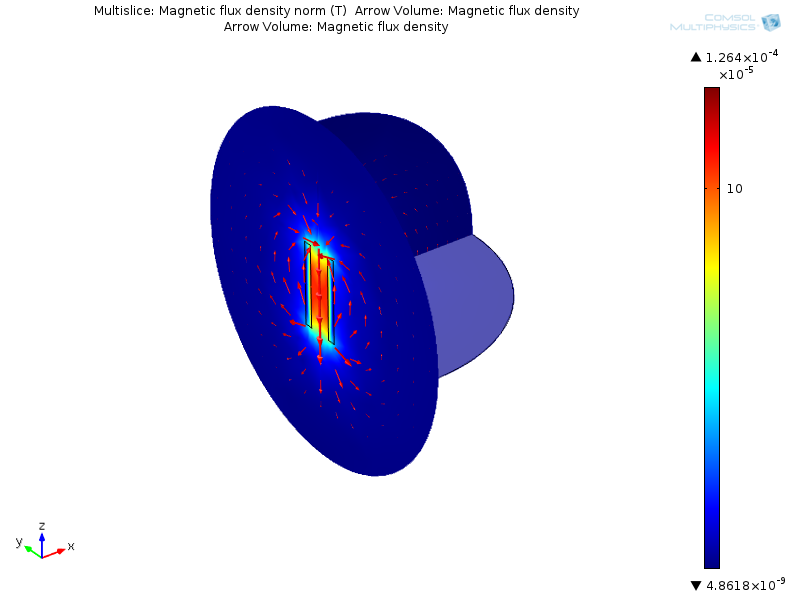 Multislice: Magnetic flux density norm (T) Arrow Volume: Magnetic flux density
Arrow Volume: Magnetic flux density
COMSOL
MULTIPHYSICS
▲ 1.264×10⁻⁴
×10⁻⁵
10
z
y
x
▼ 4.8618×10⁻⁹